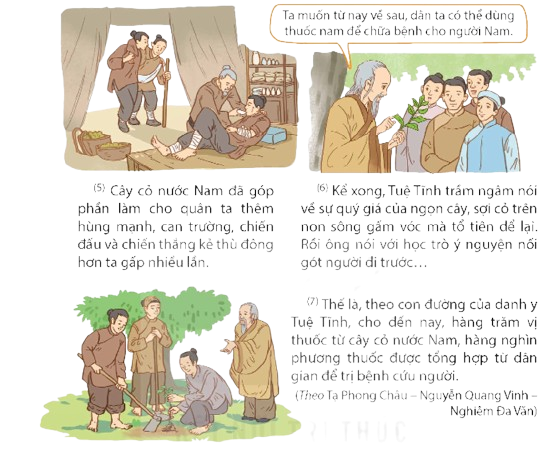 Ta muốn từ nay về sau, dân ta có thể dùng
thuốc nam để chữa bệnh cho người Nam.
(5) Cây cỏ nước Nam đã góp
phần làm cho quân ta thêm
hùng mạnh, can trường, chiến
đấu và chiến thắng kẻ thù đông
hơn ta gấp nhiều lần.
(6) Kể xong, Tuệ Tĩnh trầm ngâm nói
về sự quý giá của ngọn cây, sợi cỏ trên
non sông gấm vóc mà tổ tiên để lại.
Rồi ông nói với học trò ý nguyện nối
gót người đi trước…
(7) Thế là, theo con đường của danh y
Tuệ Tĩnh, cho đến nay, hàng trăm vị
thuốc từ cây cỏ nước Nam, hàng nghìn
phương thuốc được tổng hợp từ dân
gian để trị bệnh cứu người.
(Theo Tạ Phong Châu – Nguyễn Quang Vinh –
Nghiêm Đa Văn)
TRI THỨC